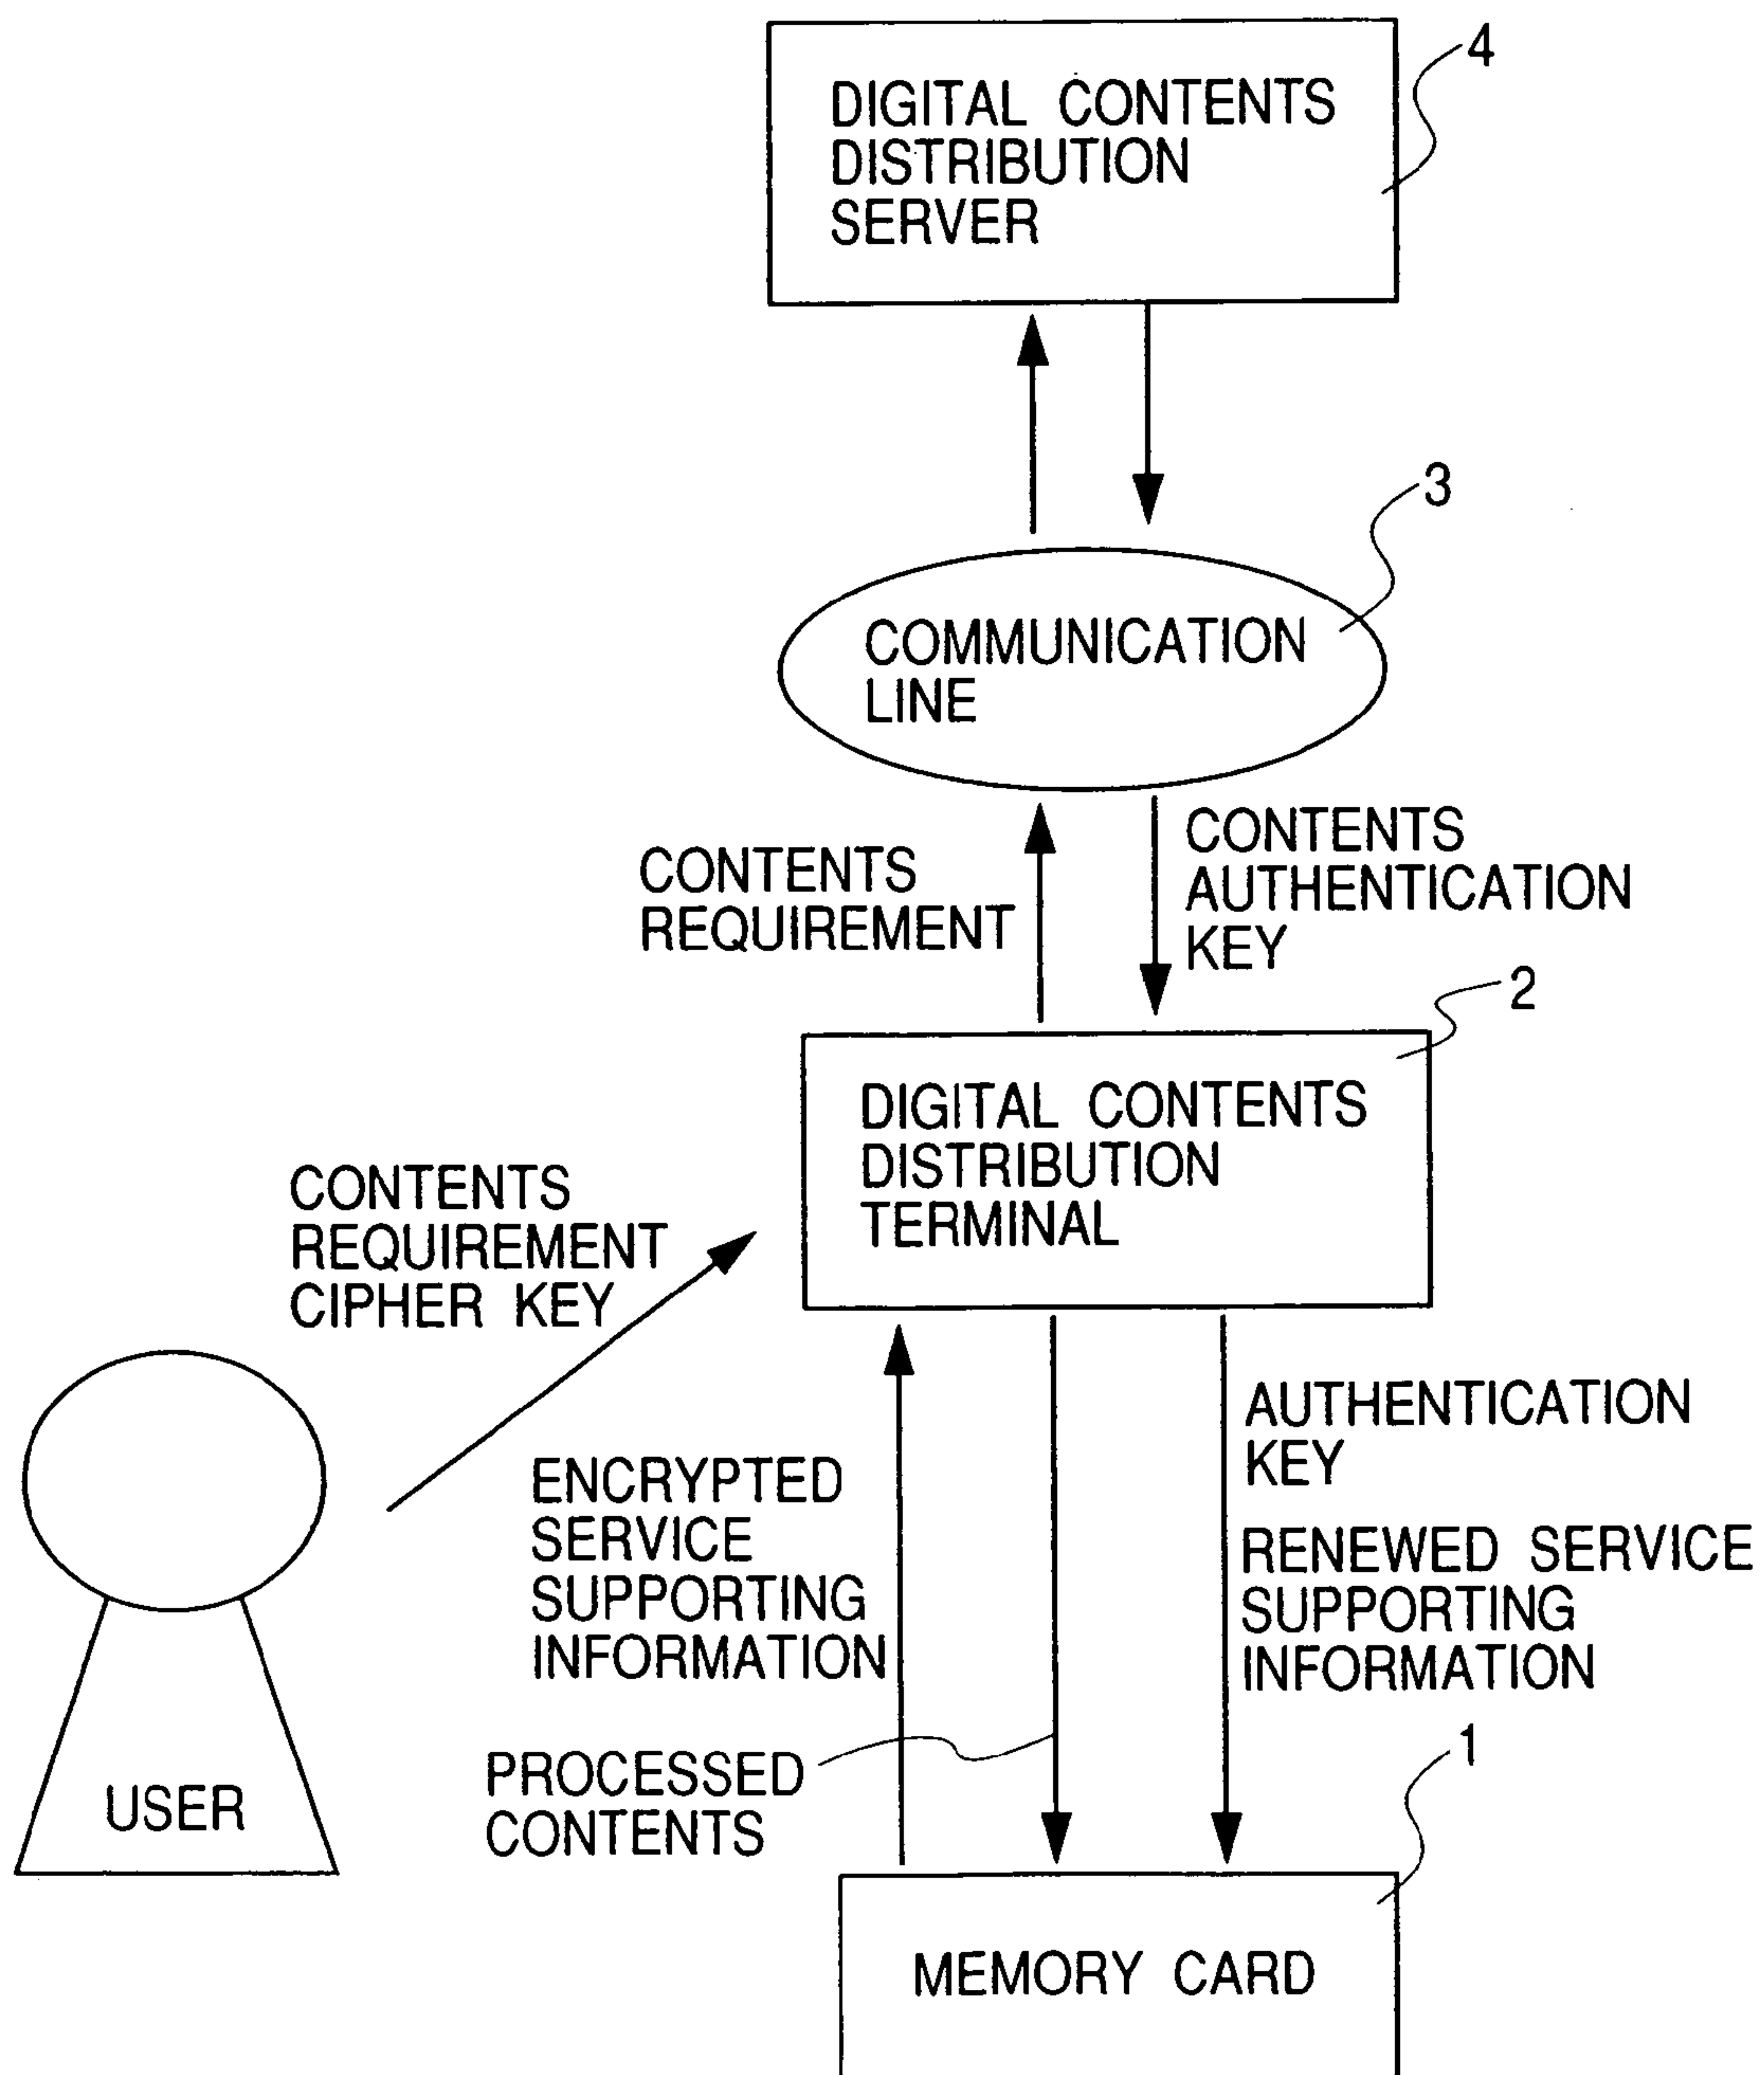 4
DIGITAL CONTENTS
DISTRIBUTION
SERVER
3
COMMUNICATION
LINE
CONTENTS
REQUIREMENT
CONTENTS
AUTHENTICATION
KEY
2
DIGITAL CONTENTS
DISTRIBUTION
TERMINAL
CONTENTS
REQUIREMENT
CIPHER KEY
AUTHENTICATION
KEY
ENCRYPTED
SERVICE
SUPPORTING
INFORMATION
RENEWED SERVICE
SUPPORTING
INFORMATION
1
PROCESSED
CONTENTS
USER
MEMORY CARD